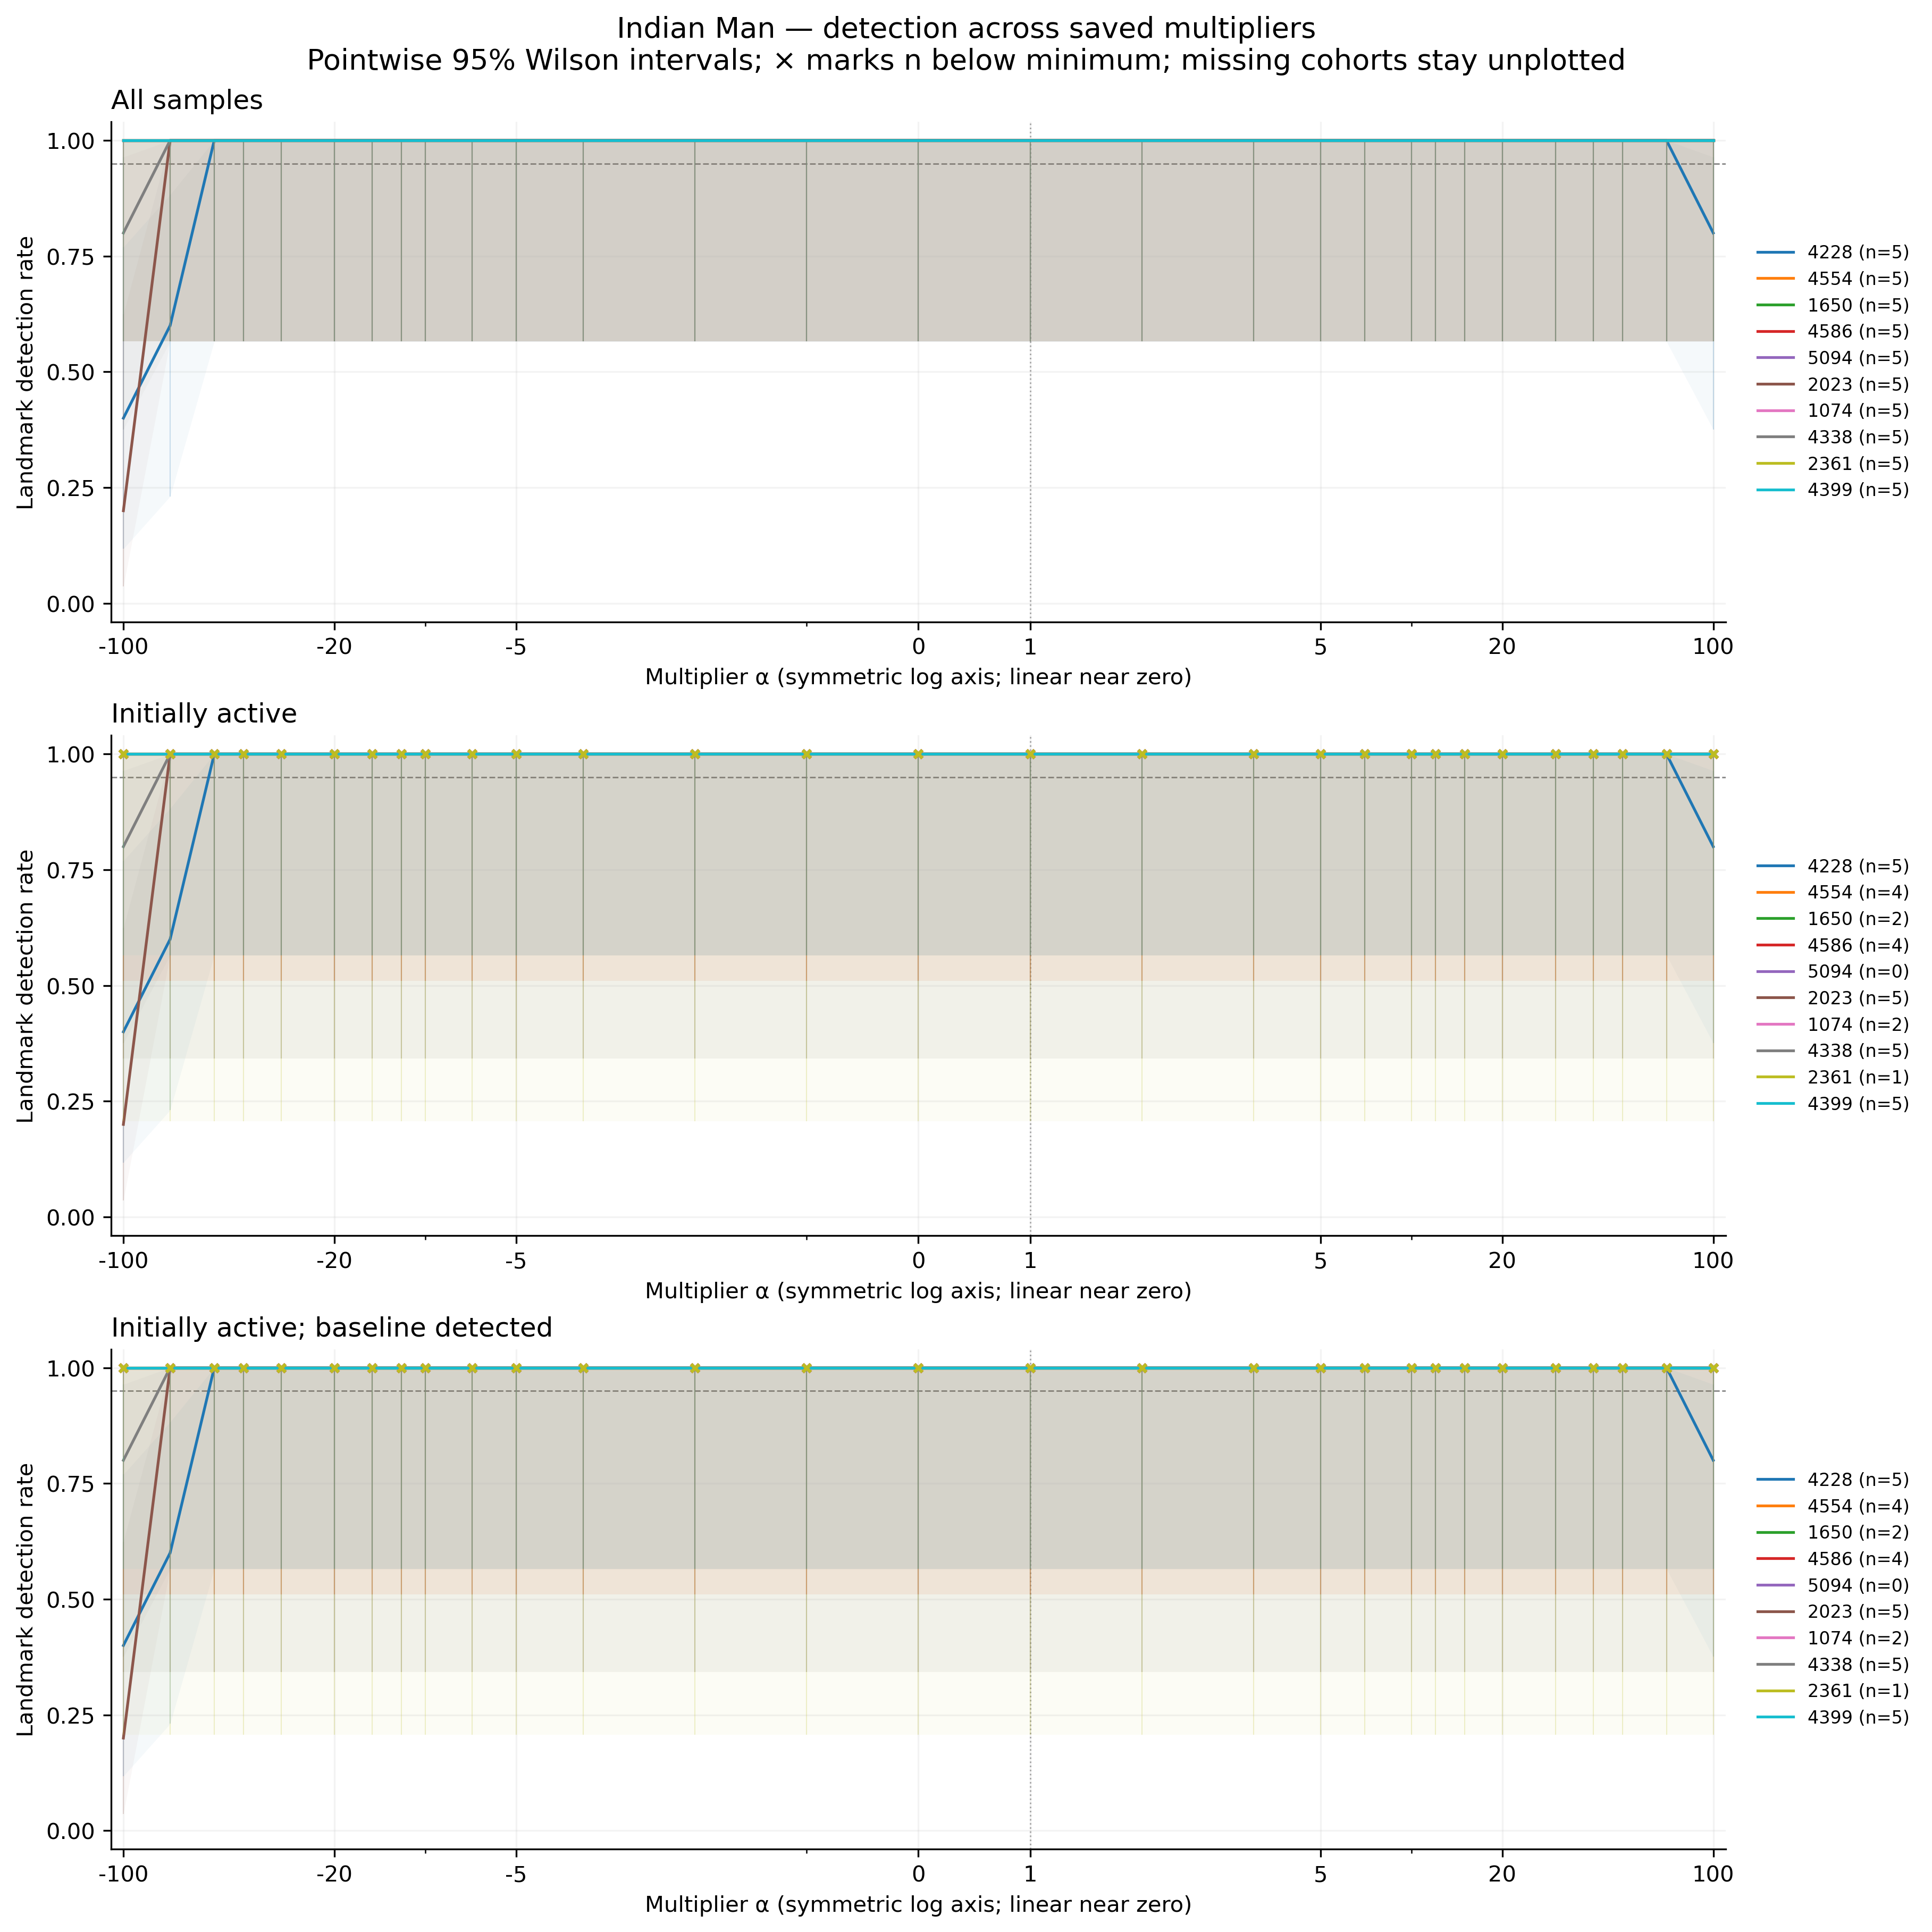 Indian Man — detection across saved multipliers
Pointwise 95% Wilson intervals; × marks n below minimum; missing cohorts stay unplotted
All samples
Landmark detection rate
1.00
0.75
0.50
0.25
0.00
-100
-20
-5
0
1
5
20
100
Multiplier α (symmetric log axis; linear near zero)
4228 (n=5)
4554 (n=5)
1650 (n=5)
4586 (n=5)
5094 (n=5)
2023 (n=5)
1074 (n=5)
4338 (n=5)
2361 (n=5)
4399 (n=5)
Initially active
Landmark detection rate
1.00
0.75
0.50
0.25
0.00
-100
-20
-5
0
1
5
20
100
Multiplier α (symmetric log axis; linear near zero)
4228 (n=5)
4554 (n=4)
1650 (n=2)
4586 (n=4)
5094 (n=0)
2023 (n=5)
1074 (n=2)
4338 (n=5)
2361 (n=1)
4399 (n=5)
Initially active; baseline detected
Landmark detection rate
1.00
0.75
0.50
0.25
0.00
-100
-20
-5
0
1
5
20
100
Multiplier α (symmetric log axis; linear near zero)
4228 (n=5)
4554 (n=4)
1650 (n=2)
4586 (n=4)
5094 (n=0)
2023 (n=5)
1074 (n=2)
4338 (n=5)
2361 (n=1)
4399 (n=5)